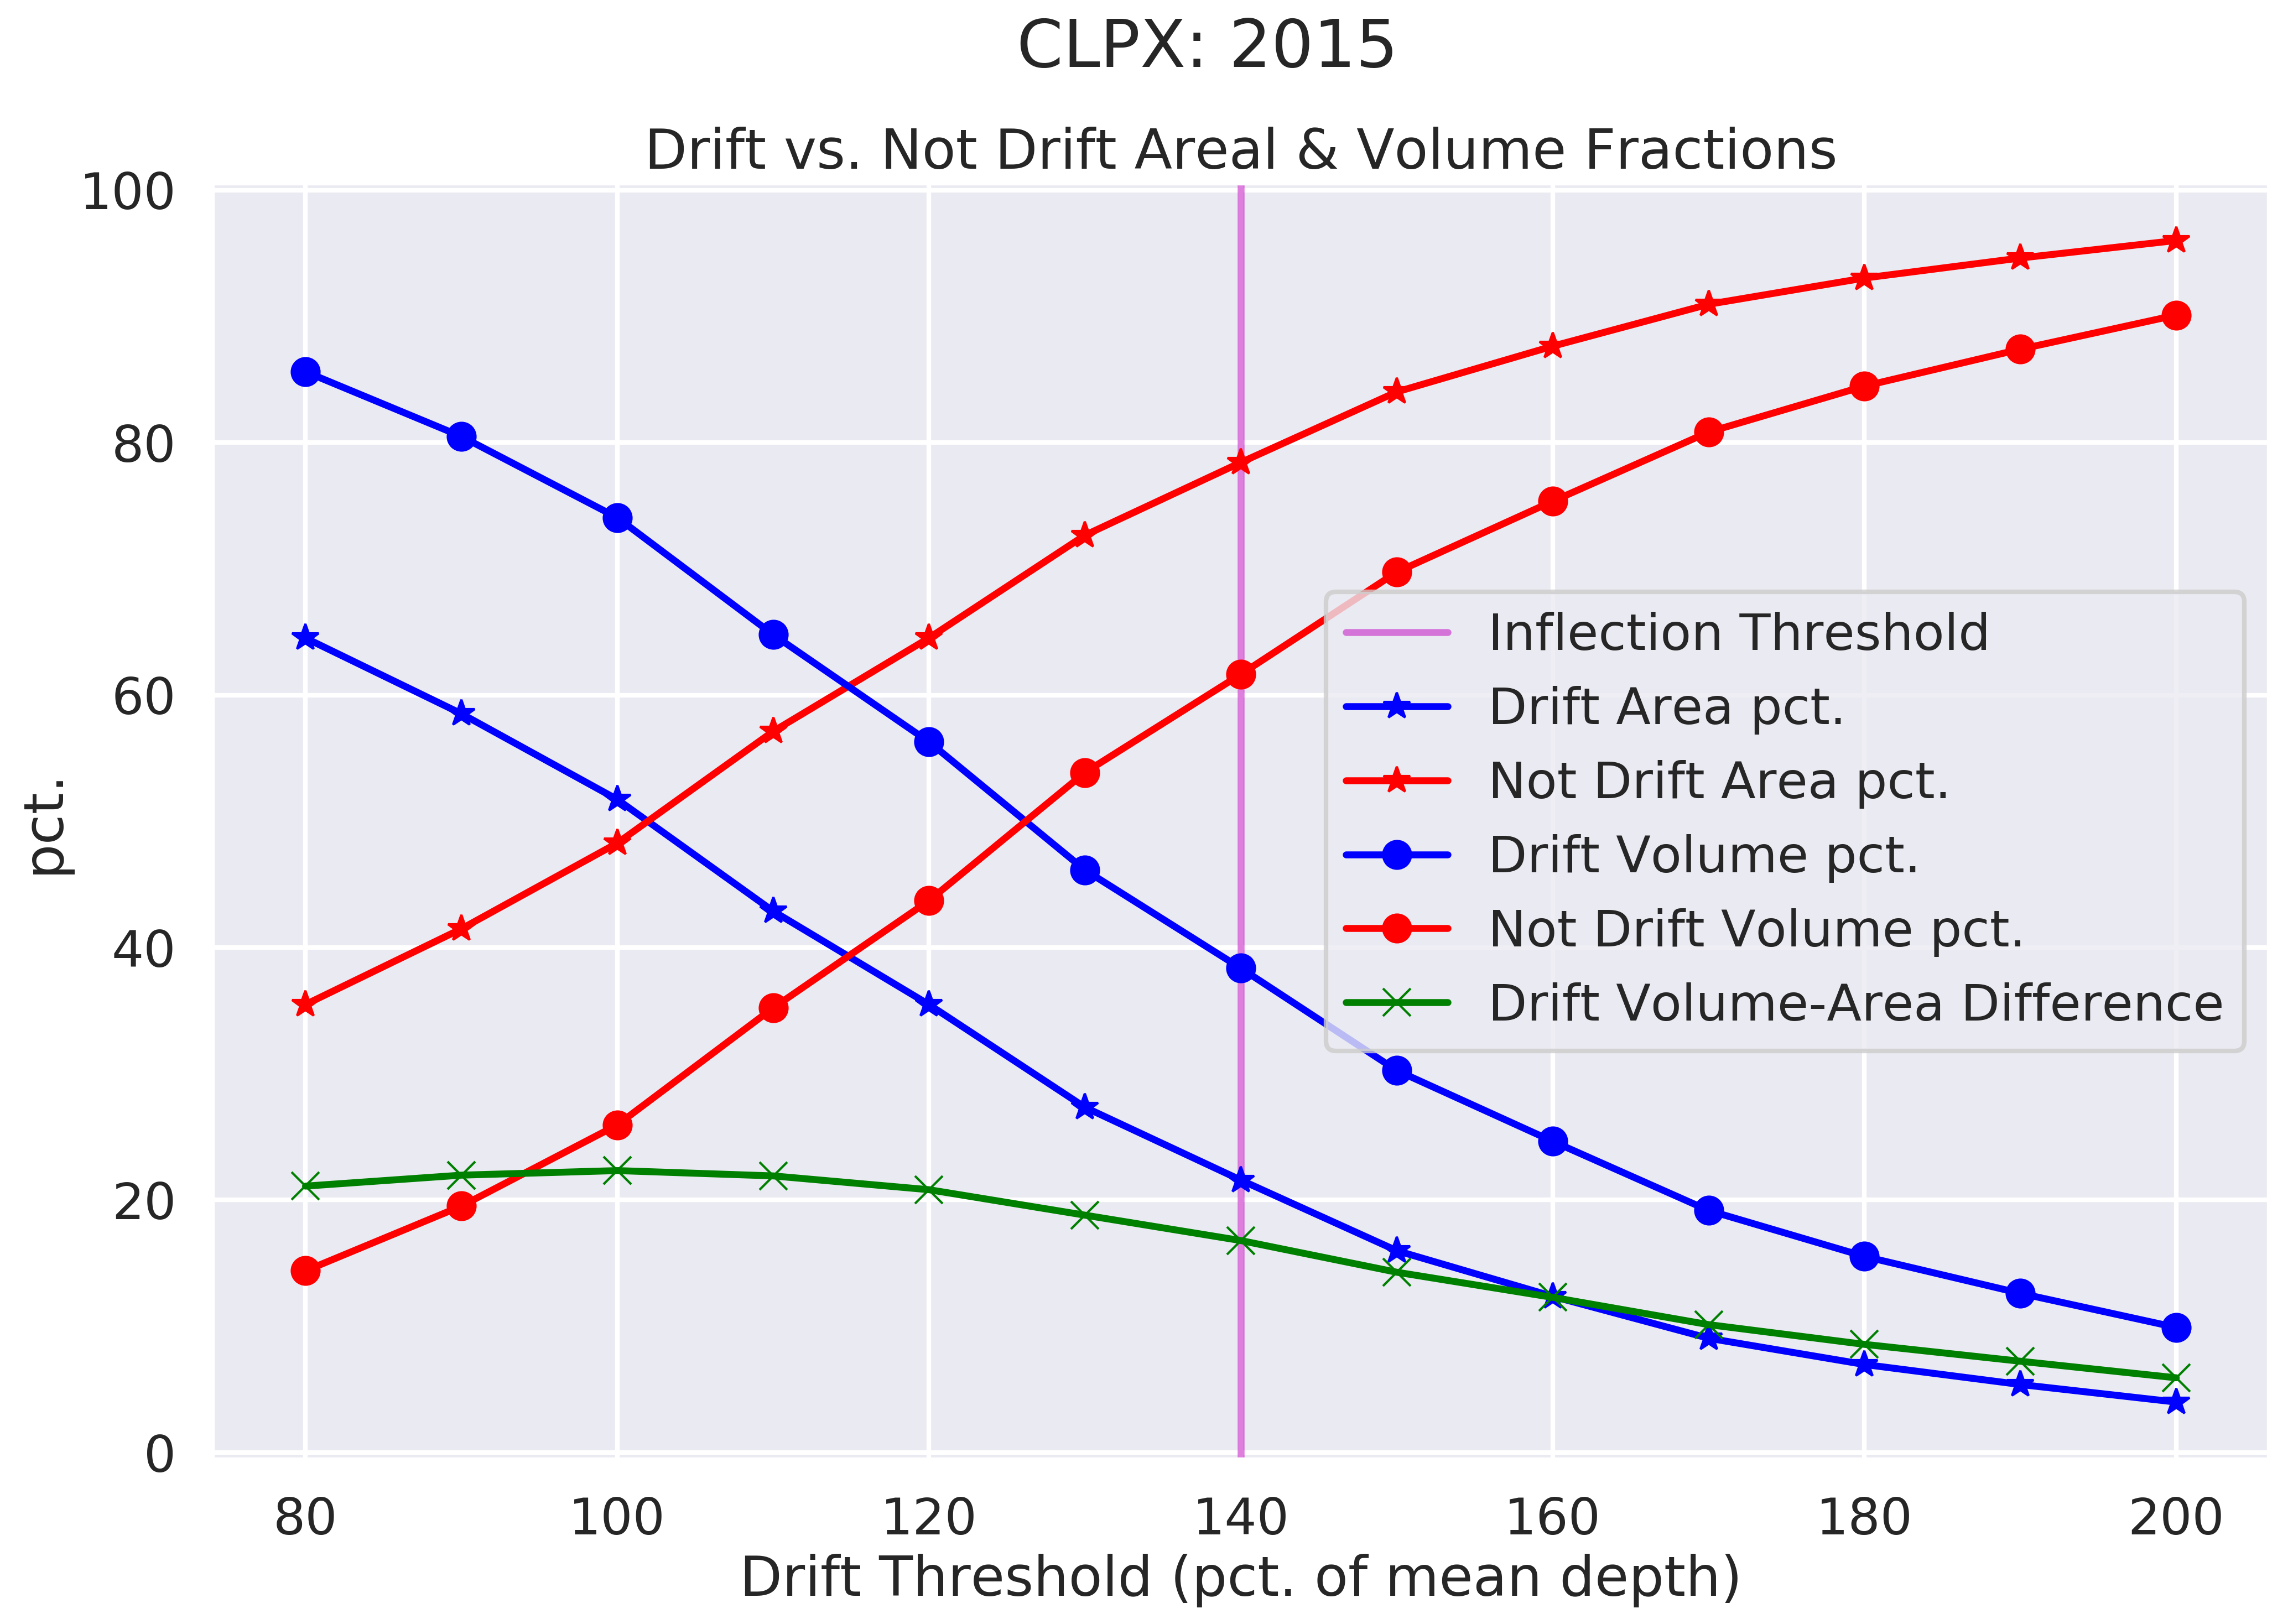 CLPX: 2015
Drift vs. Not Drift Areal & Volume Fractions
100
80
60
40
20
0
pct.
Inflection Threshold
Drift Area pct.
Not Drift Area pct.
Drift Volume pct.
Not Drift Volume pct.
Drift Volume-Area Difference
80 100 120 140 160 180 200
Drift Threshold (pct. of mean depth)